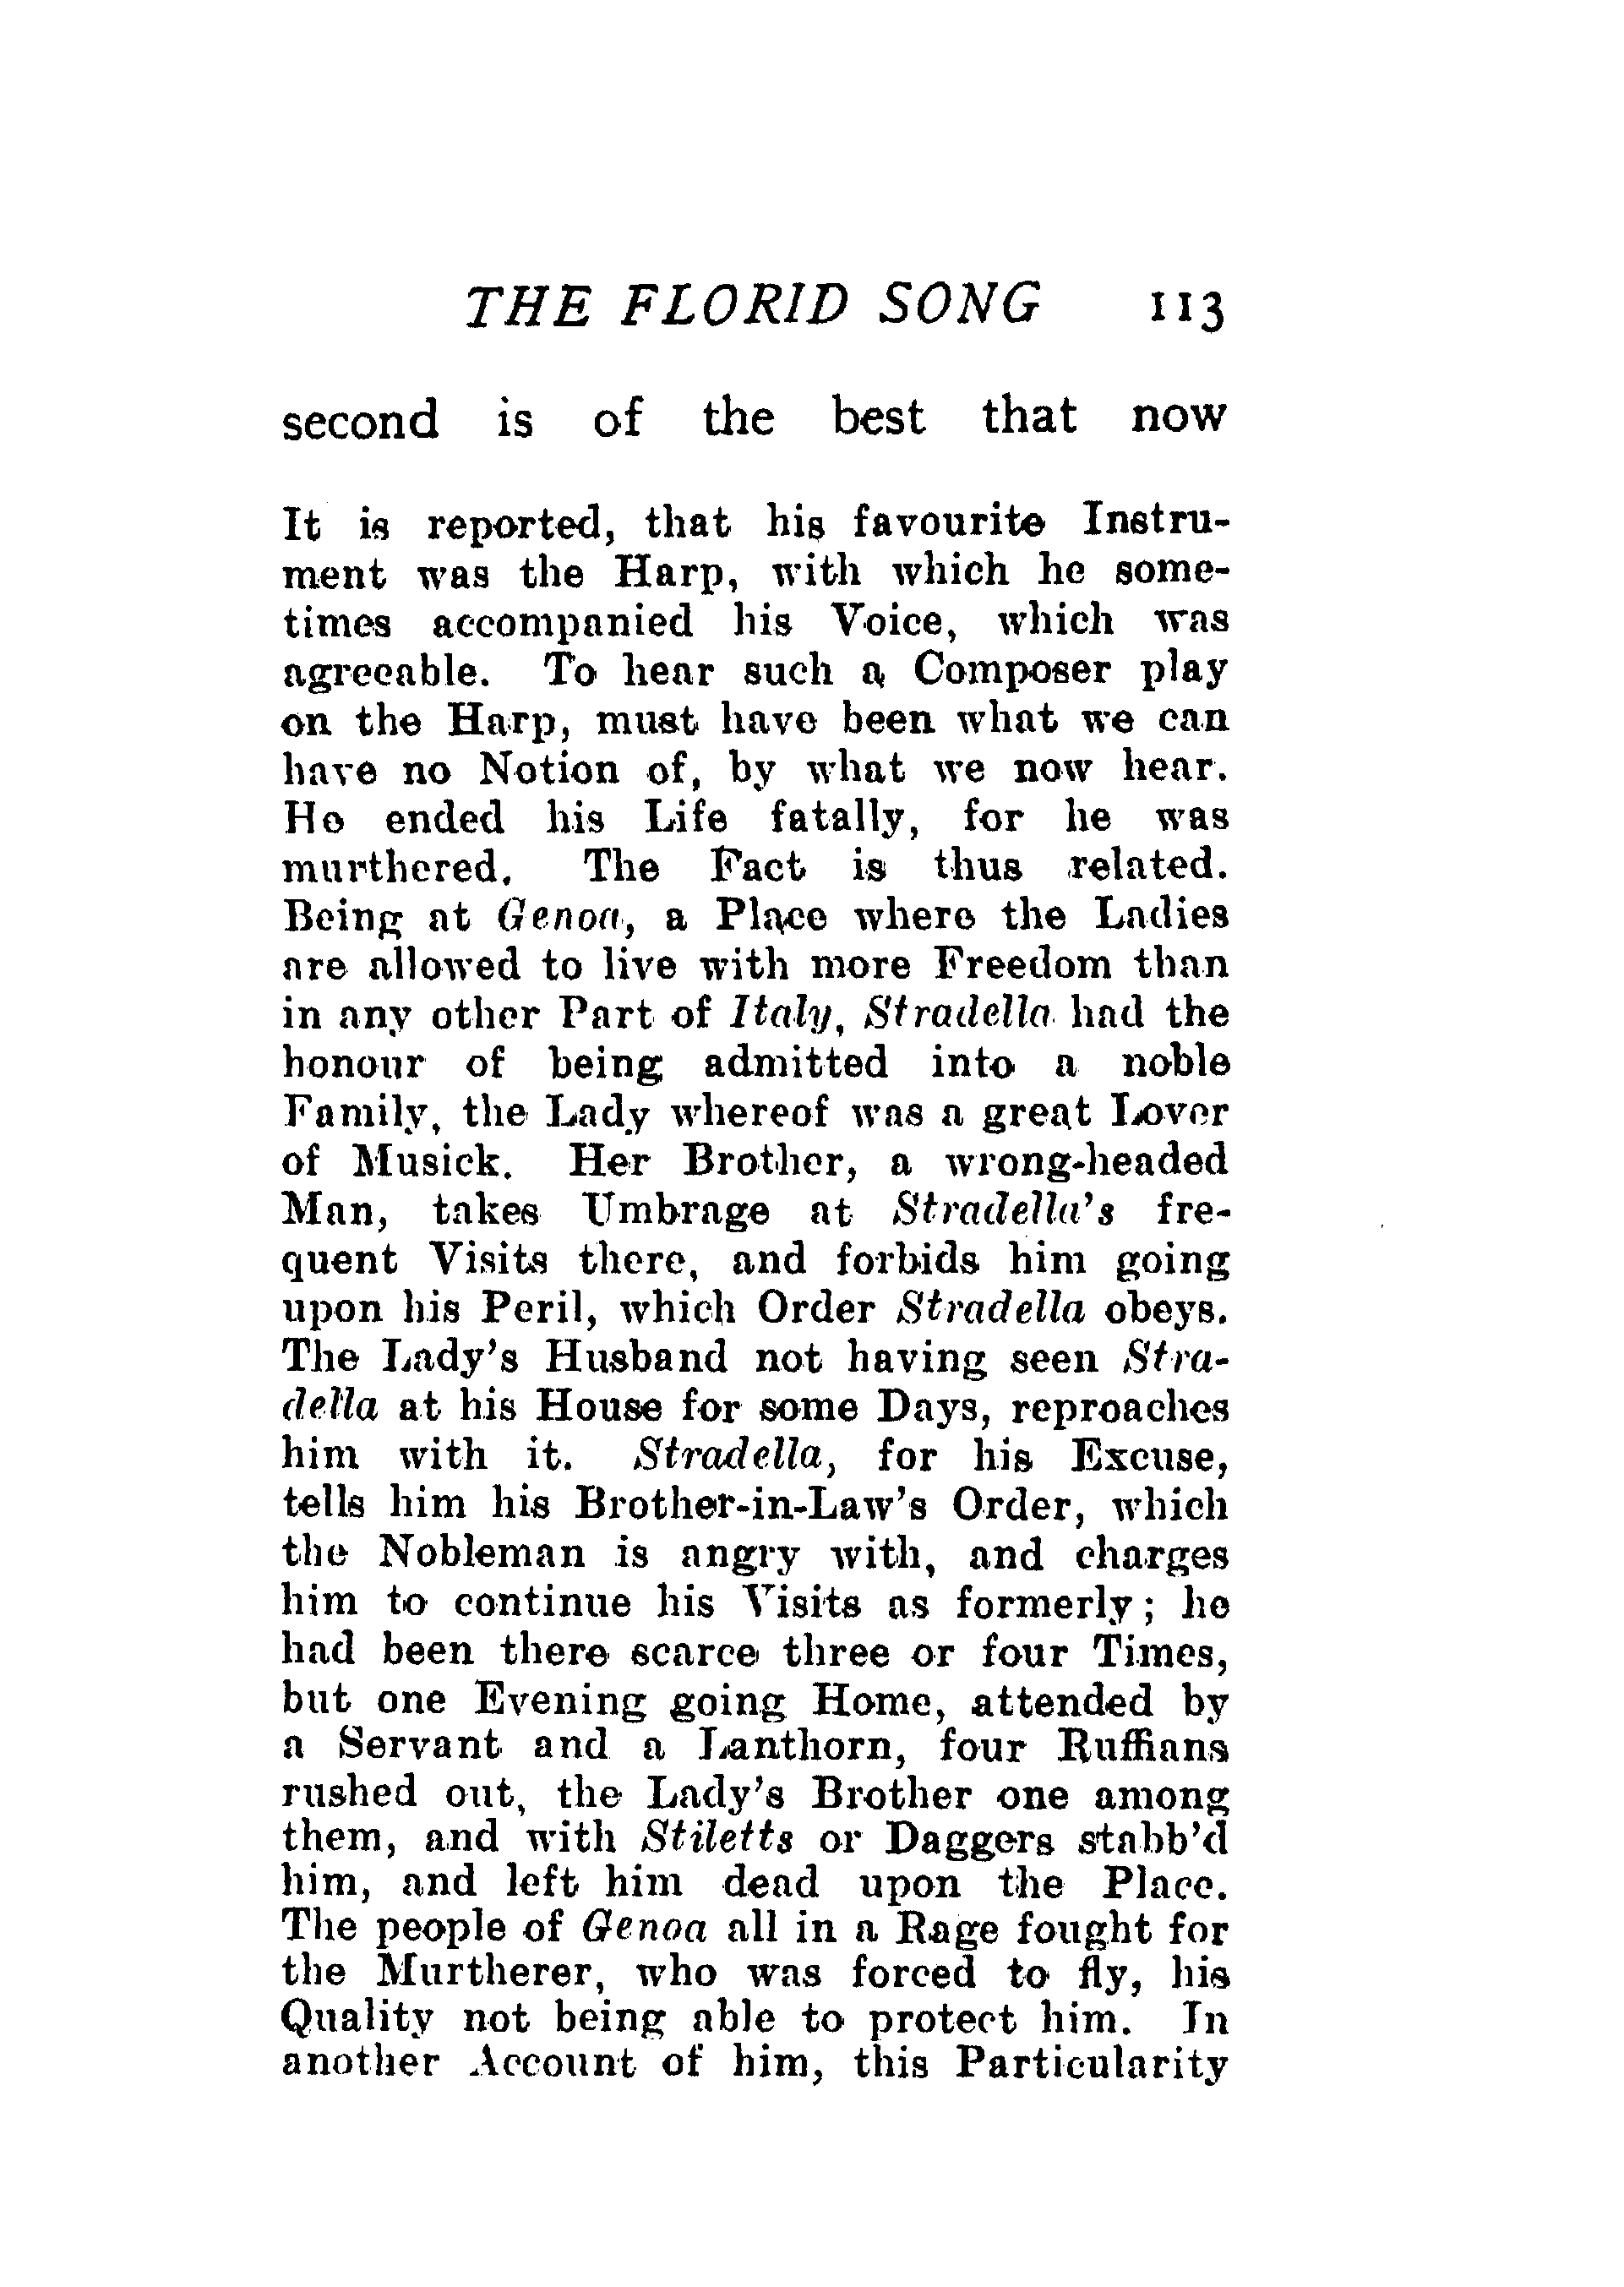 THE FLORID SONG 113
second is of the best that now
It is reported, that his favourite Instru-
ment was the Harp, with which he some-
times accompanied his Voice, which was
agreeable. To hear such a Composer play
on the Harp, must have been what we can
have no Notion of, by what we now hear.
He ended his Life fatally, for he was
murthered. The Fact is thus related.
Being at Genoa, a Place where the Ladies
are allowed to live with more Freedom than
in any other Part of Italy, Stradella had the
honour of being admitted into a noble
Family, the Lady whereof was a great Lover
of Musick. Her Brother, a wrong-headed
Man, takes Umbrage at Stradella's fre-
quent Visits there, and forbids him going
upon his Peril, which Order Stradella obeys.
The Lady's Husband not having seen Stra-
della at his House for some Days, reproaches
him with it. Stradella, for his Excuse,
tells him his Brother-in-Law's Order, which
the Nobleman is angry with, and charges
him to continue his Visits as formerly; he
had been there scarce three or four Times,
but one Evening going Home, attended by
a Servant and a Lanthorn, four Ruffians
rushed out, the Lady's Brother one among
them, and with Stiletts or Daggers stabb'd
him, and left him dead upon the Place.
The people of Genoa all in a Rage fought for
the Murtherer, who was forced to fly, his
Quality not being able to protect him. In
another Account of him, this Particularity